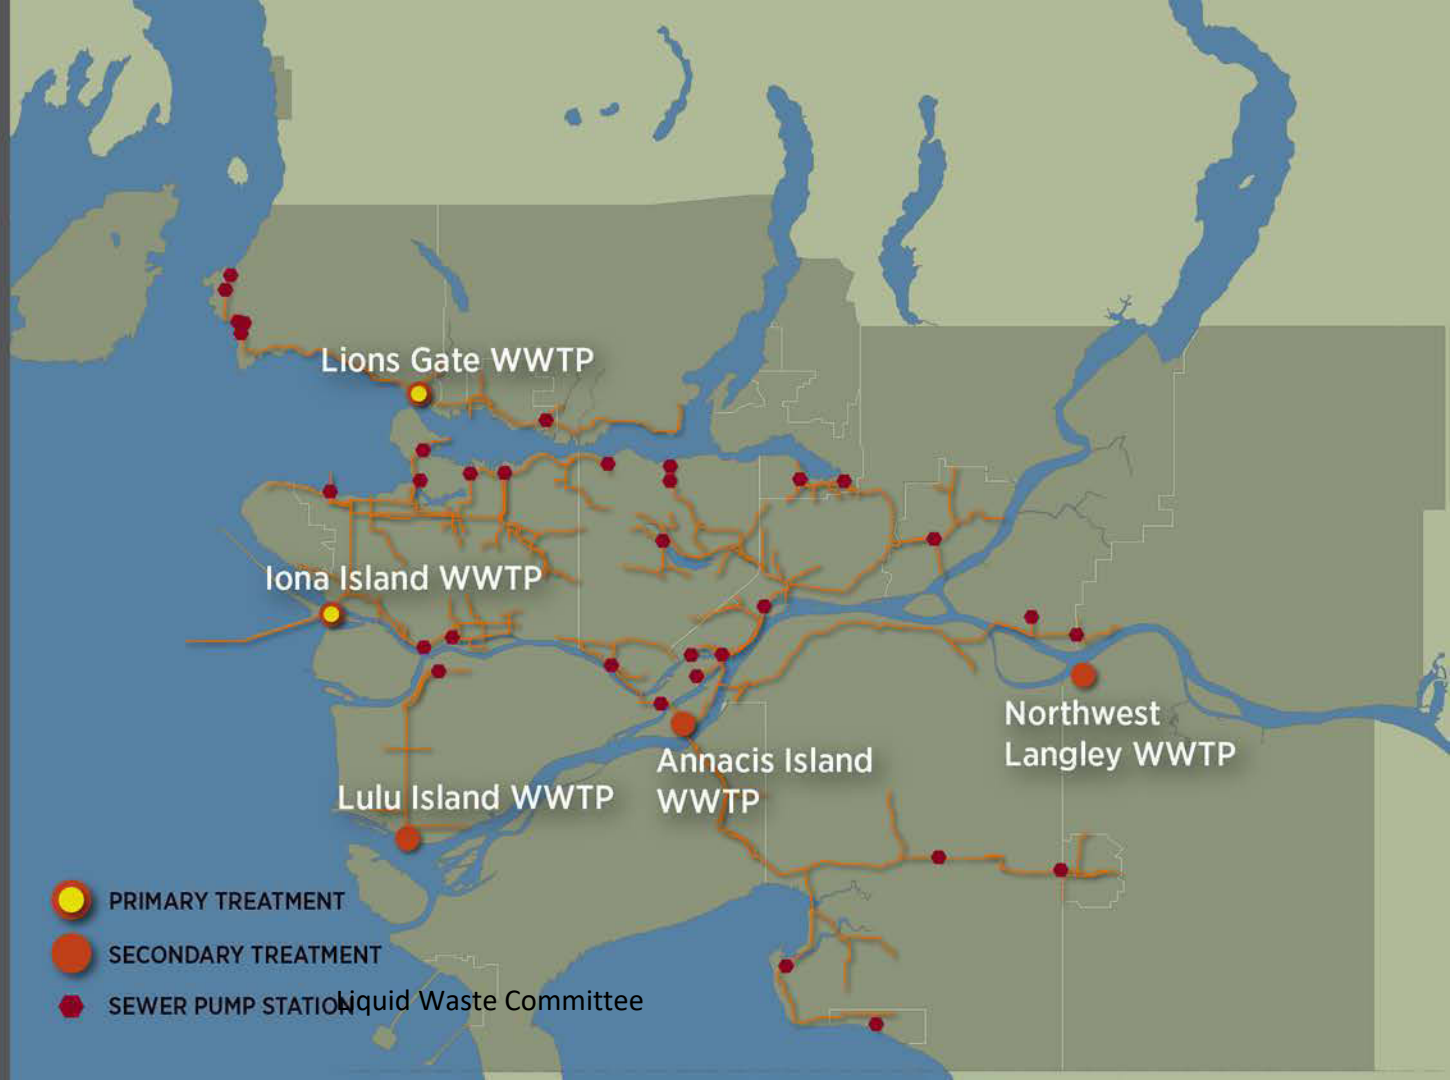 Lions Gate WWTP
Iona Island WWTP
Northwest
Langley WWTP
Annacis Island
WWTP
Lulu Island WWTP
PRIMARY TREATMENT
SECONDARY TREATMENT
SEWER PUMP STATION
Liquid Waste Committee